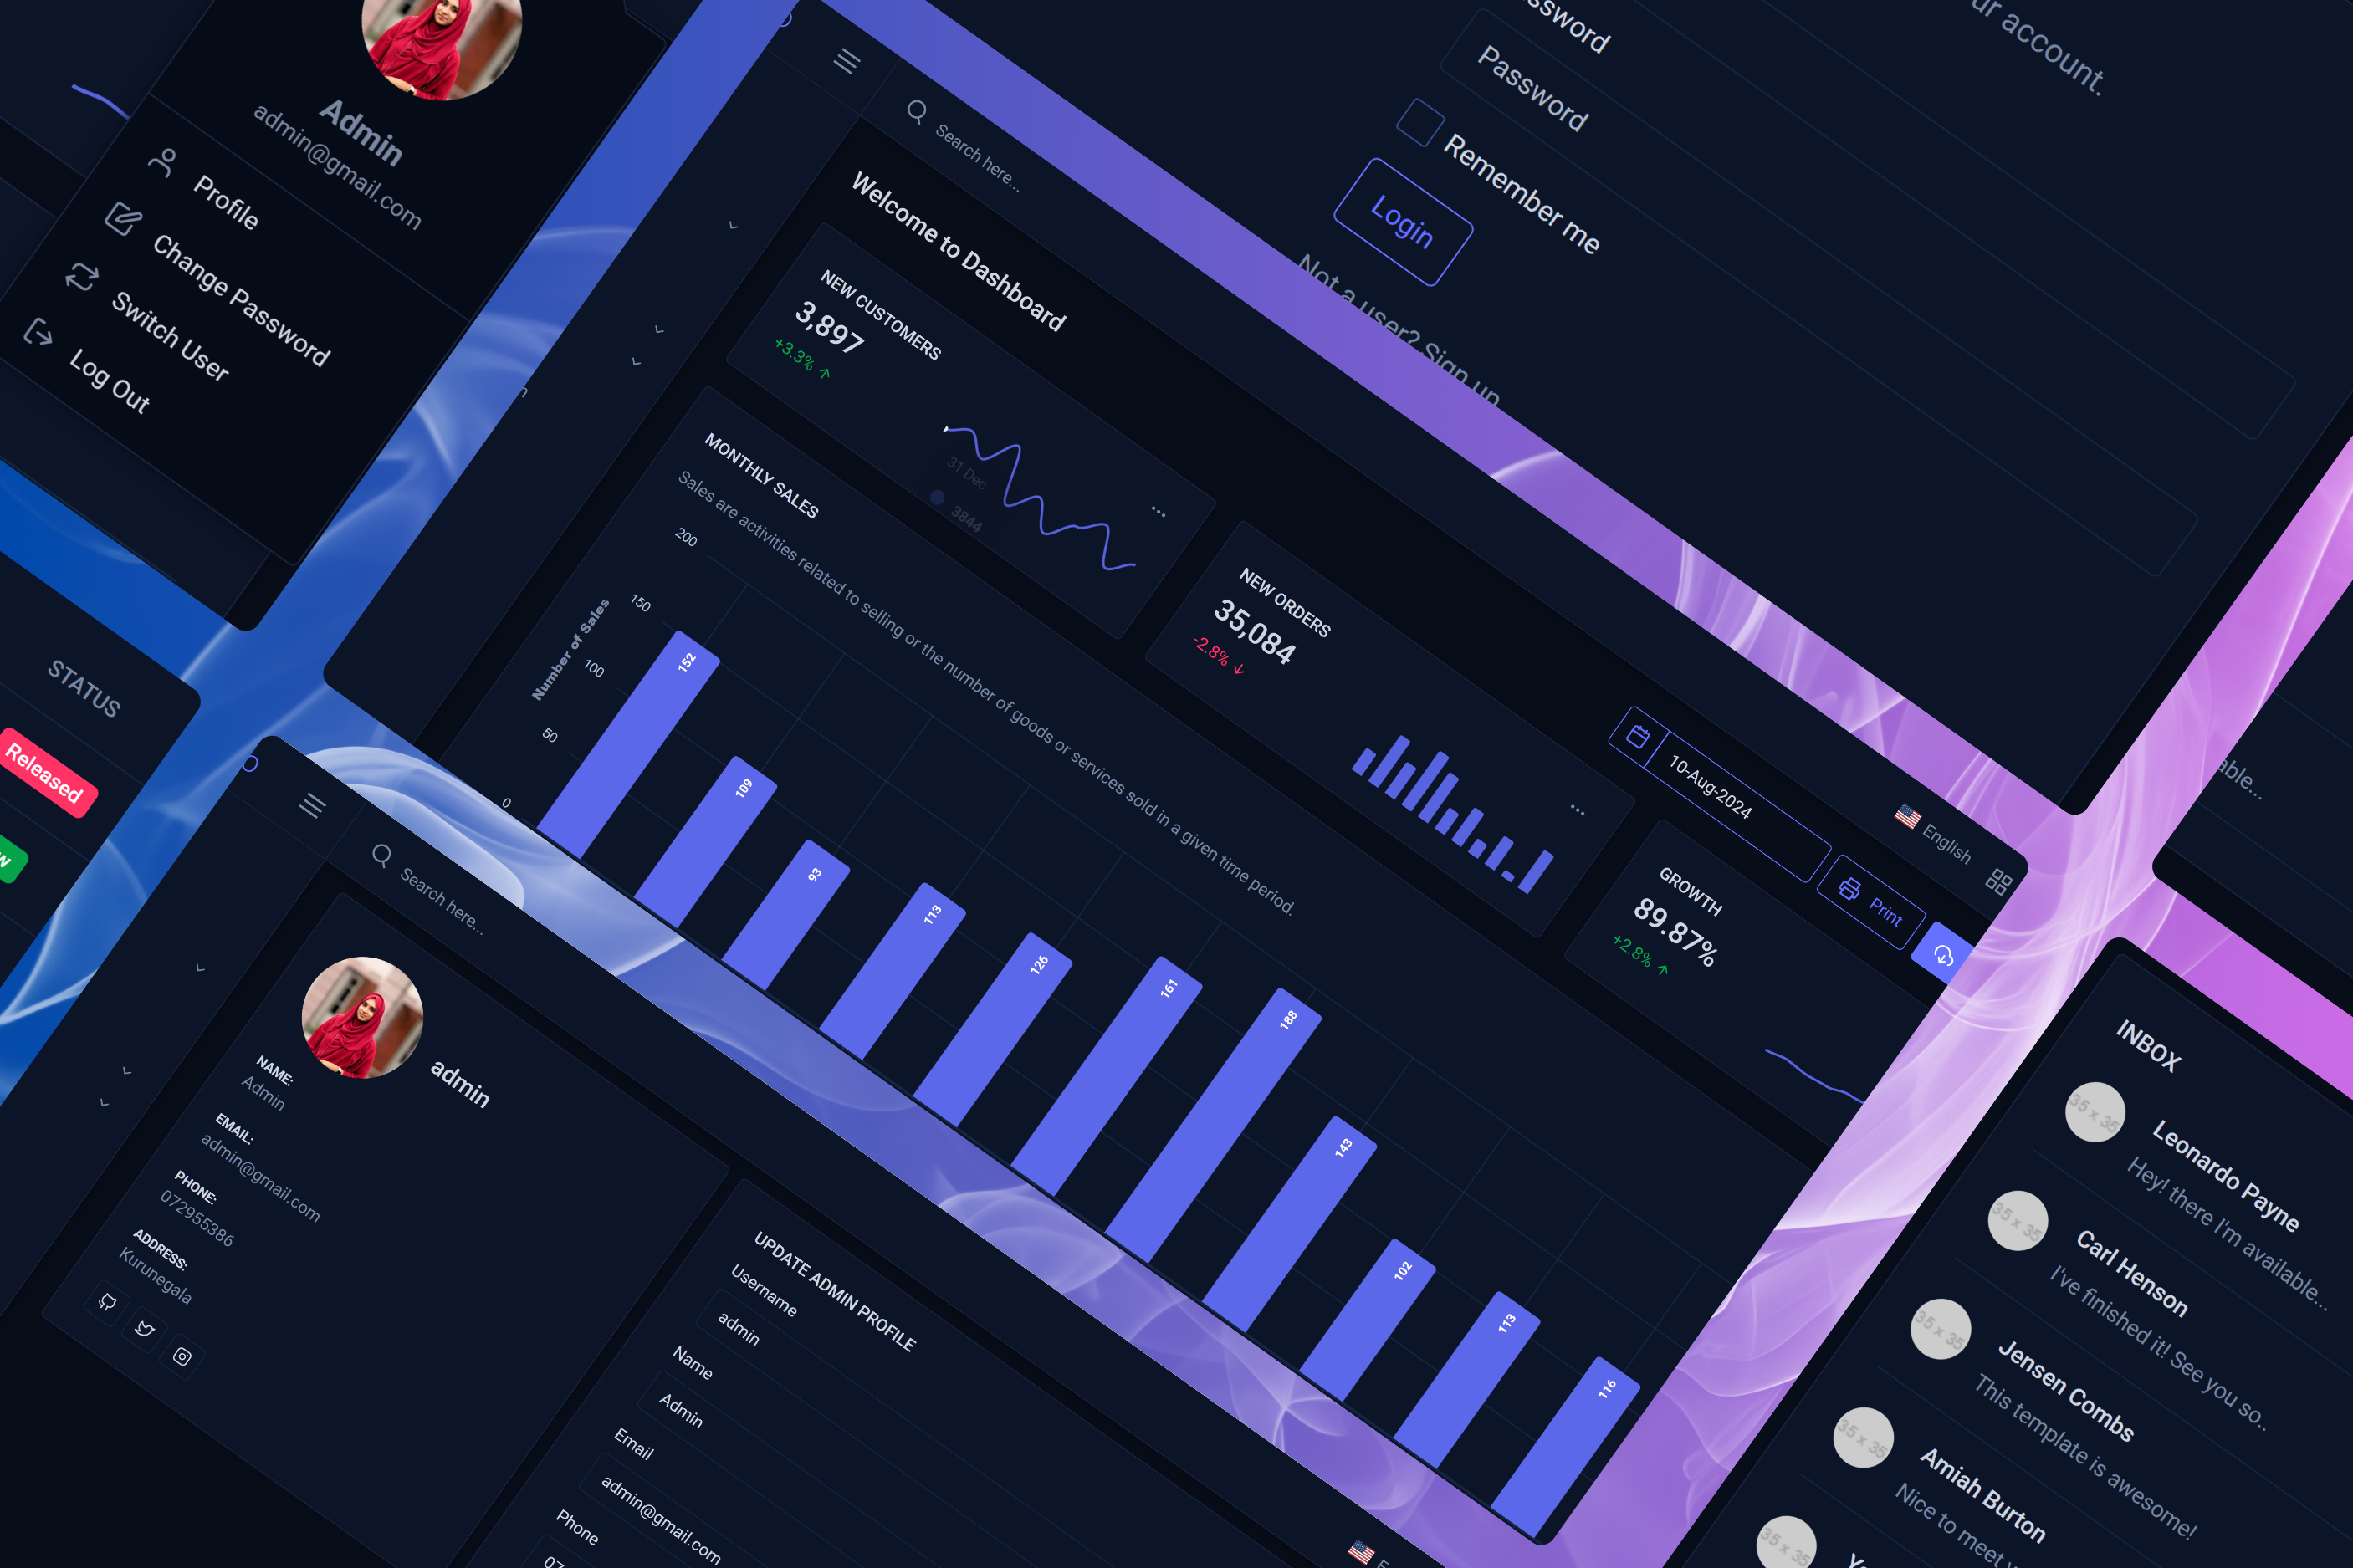 Admin
admin@gmail.com
Profile
Change Password
Switch User
Log Out
STATUS
Released
Search here...
Welcome to Dashboard
NEW CUSTOMERS
3,897
+3.3%
31 Dec
3844
NEW ORDERS
35,084
-2.8%
10-Aug-2024
Print
English
GROWTH
89.87%
+2.8%
MONTHLY SALES
Sales are activities related to selling or the number of goods or services sold in a given time period.
Number of Sales
200
150
100
50
0
152
109
93
113
126
161
188
143
102
113
116
ur account.
Password
Remember me
Login
Not a user? Sign up
Search here...
admin
NAME:
Admin
EMAIL:
admin@gmail.com
PHONE:
072955386
ADDRESS:
Kurunegala
UPDATE ADMIN PROFILE
Username
admin
Name
Admin
Email
admin@gmail.com
Phone
07
able...
INBOX
35 x 35
Leonardo Payne
Hey! there I'm available...
35 x 35
Carl Henson
I've finished it! See you so..
35 x 35
Jensen Combs
This template is awesome!
35 x 35
Amiah Burton
Nice to meet
35 x 35